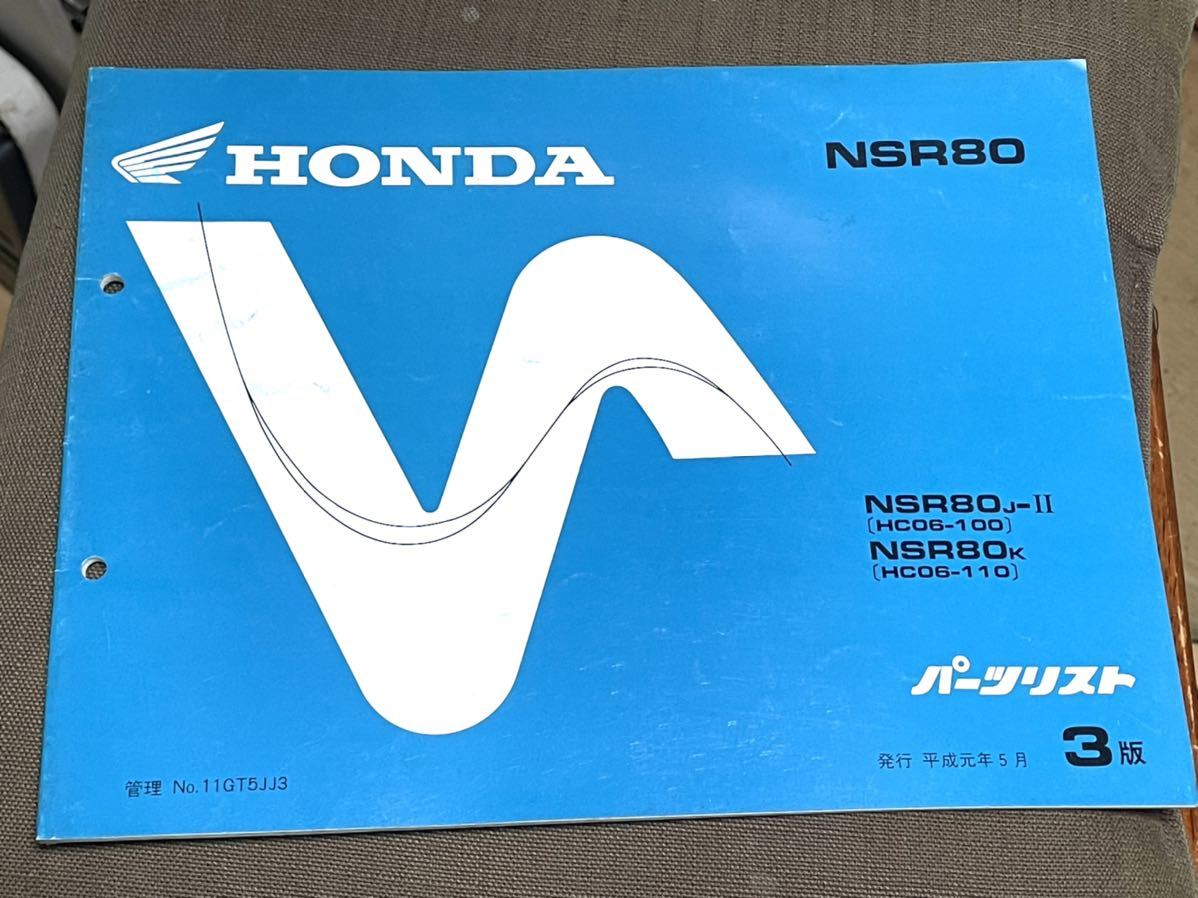 HONDA
NSR80
NSR80J-II
(HC06-100)
NSR80K
(HC06-110)
パーツリスト
発行 平成元年5月 3版
管理 No.11GT5JJ3